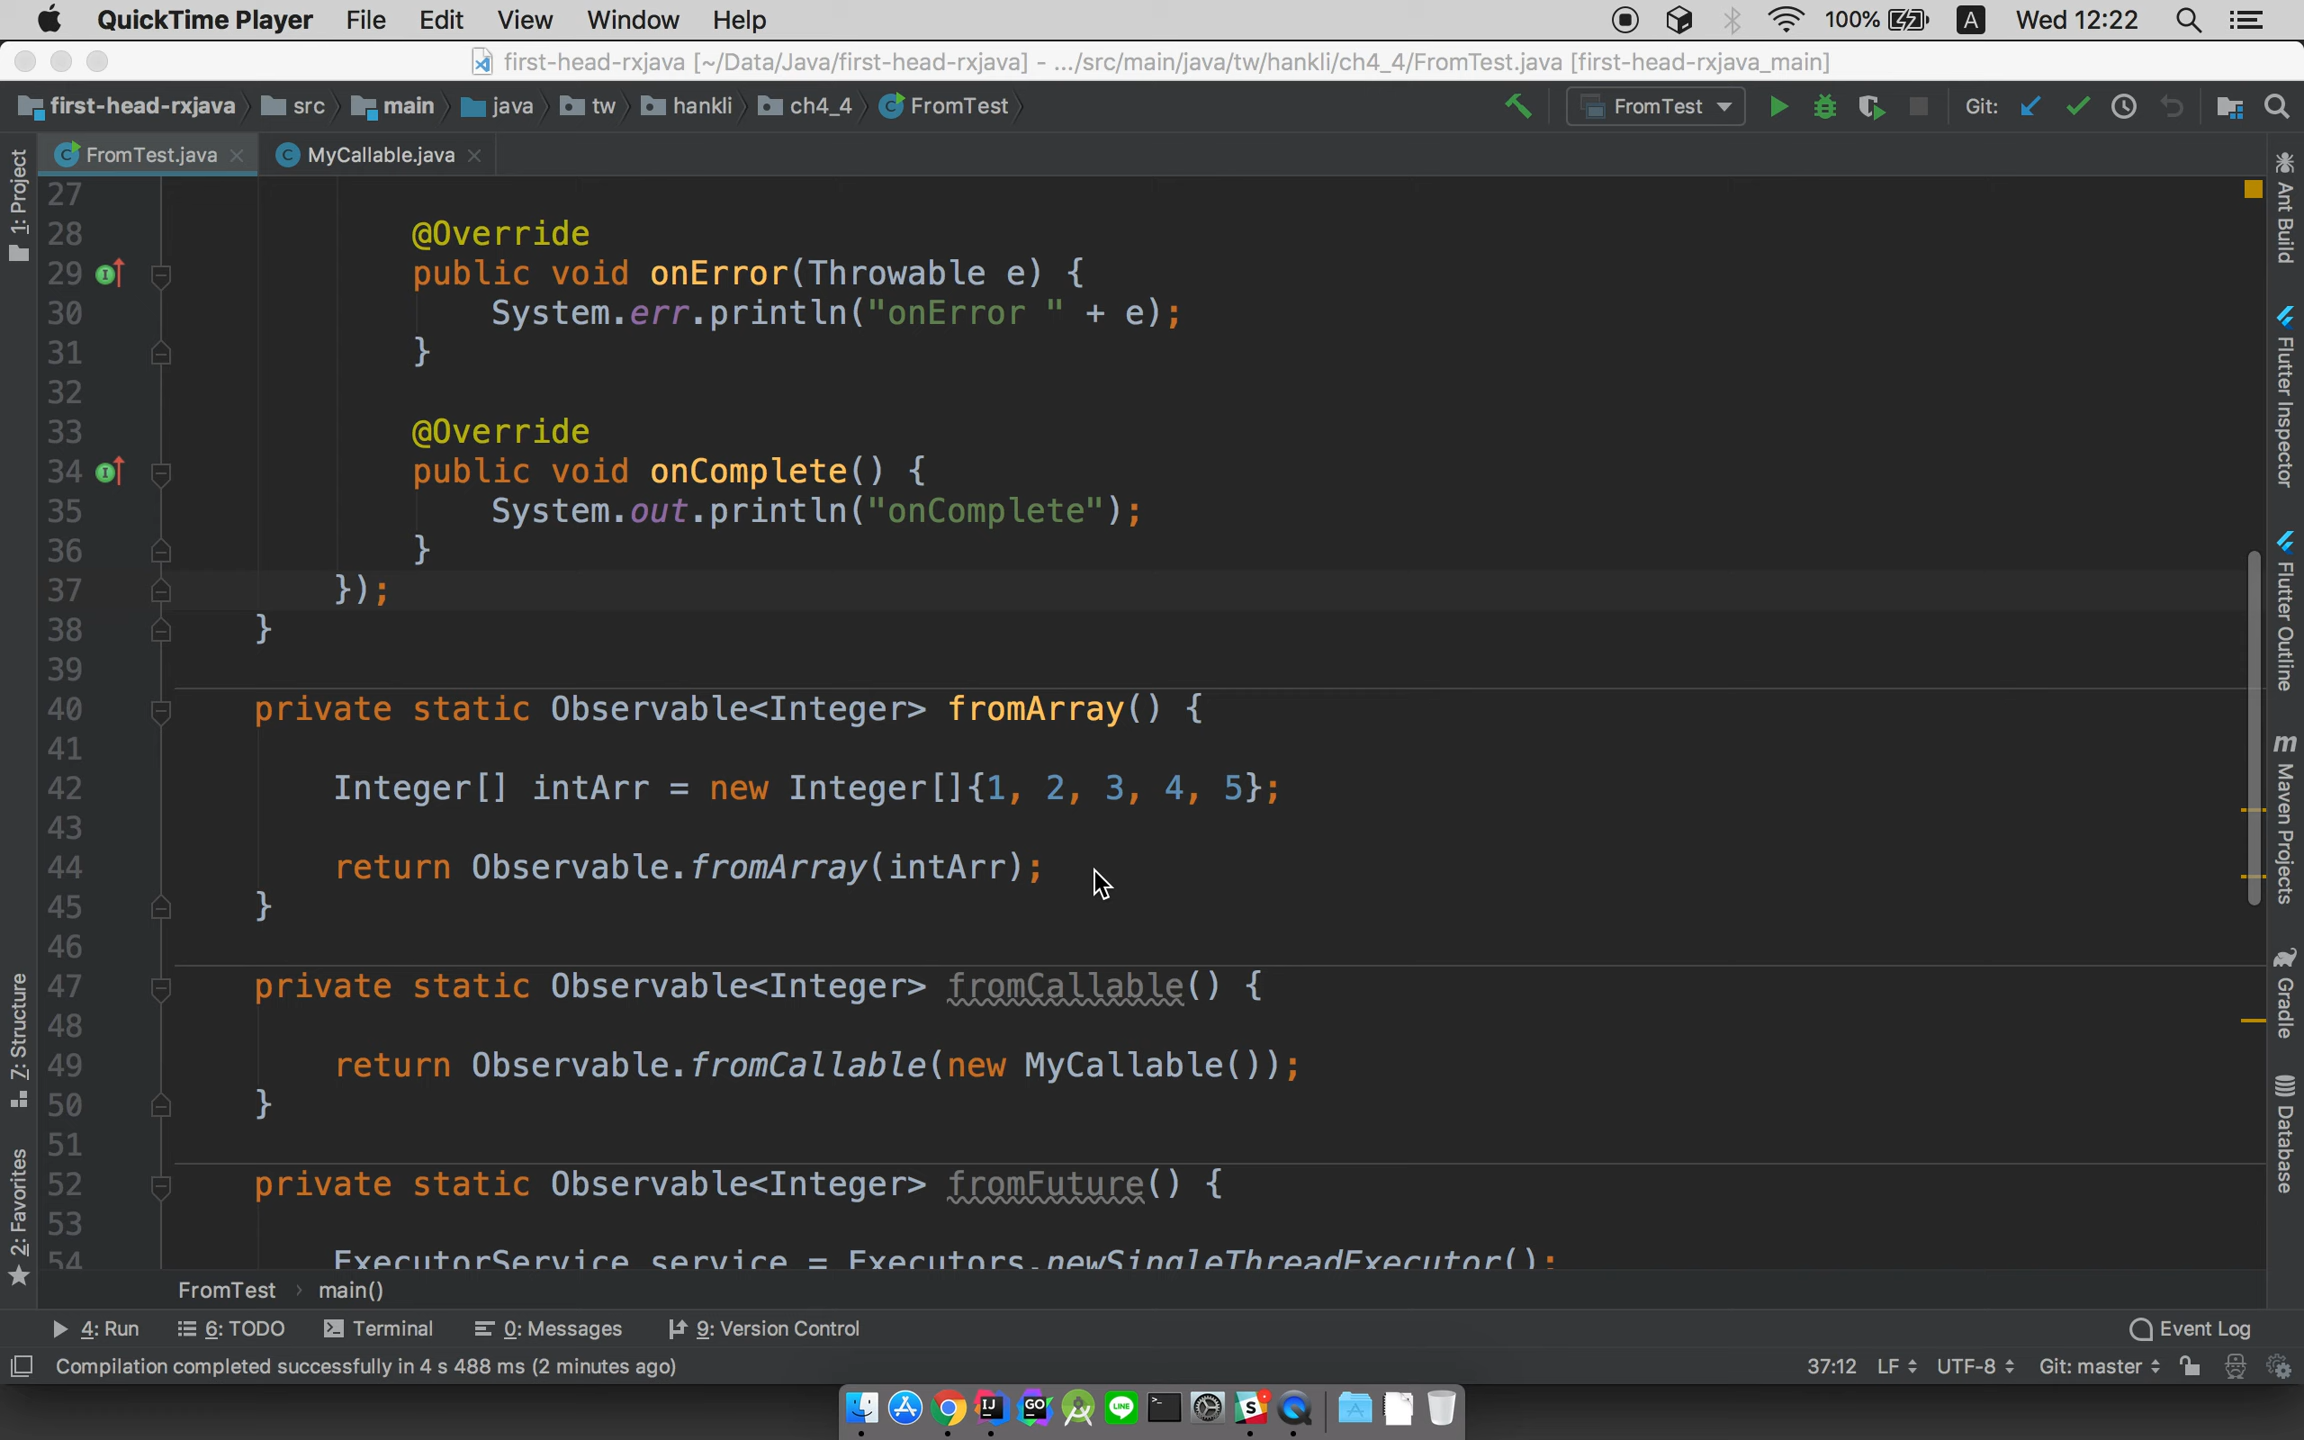 QuickTime Player File Edit View Window Help 100% A Wed 12:22
first-head-rxjava [~/Data/Java/first-head-rxjava] - .../src/main/java/tw/hankli/ch4_4/FromTest.java [first-head-rxjava_main]
first-head-rxjava src main java tw hankli ch4_4 FromTest FromTest Git:
FromTest.java MyCallable.java
1: Project
7: Structure
2: Favorites
27
28 @Override
29 public void onError(Throwable e) {
30 System.err.println("onError " + e);
31 }
32
33 @Override
34 public void onComplete() {
35 System.out.println("onComplete");
36 }
37 });
38 }
39
40 private static Observable<Integer> fromArray() {
41
42 Integer[] intArr = new Integer[]{1, 2, 3, 4, 5};
43
44 return Observable.fromArray(intArr);
45 }
46
47 private static Observable<Integer> fromCallable() {
48
49 return Observable.fromCallable(new MyCallable());
50 }
51
52 private static Observable<Integer> fromFuture() {
53
54 ExecutorService service = Executors.newSingleThreadExecutor();
Ant Build
Flutter Inspector
Flutter Outline
Maven Projects
Gradle
Database
FromTest main()
4: Run 6: TODO Terminal 0: Messages 9: Version Control Event Log
Compilation completed successfully in 4 s 488 ms (2 minutes ago) 37:12 LF UTF-8 Git: master
IJ GO LINE S